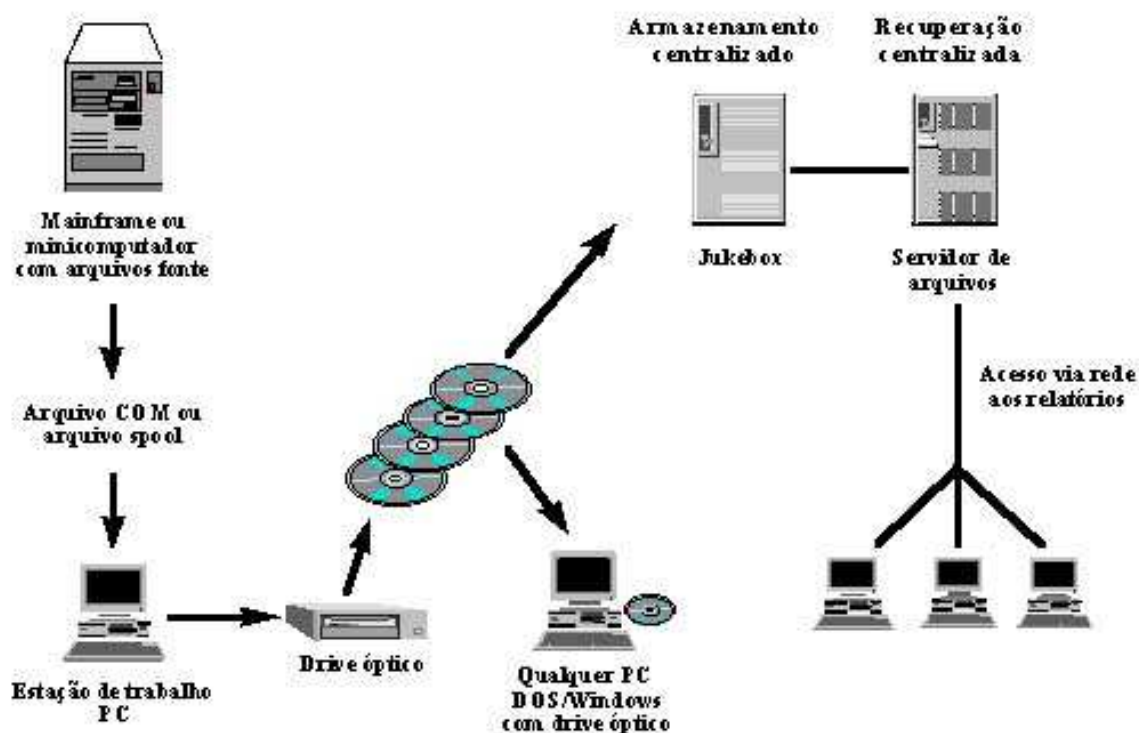 Armazenamento
centralizado
Recuperação
centralizada
Mainframe ou
minicomputador
com arquivos fonte
Jukebox
Servidor de
arquivos
Acesso via rede
aos relatórios
Arquivo COM ou
arquivo spool
Drive óptico
Estação de trabalho
PC
Qualquer PC
DOS/Windows
com drive óptico